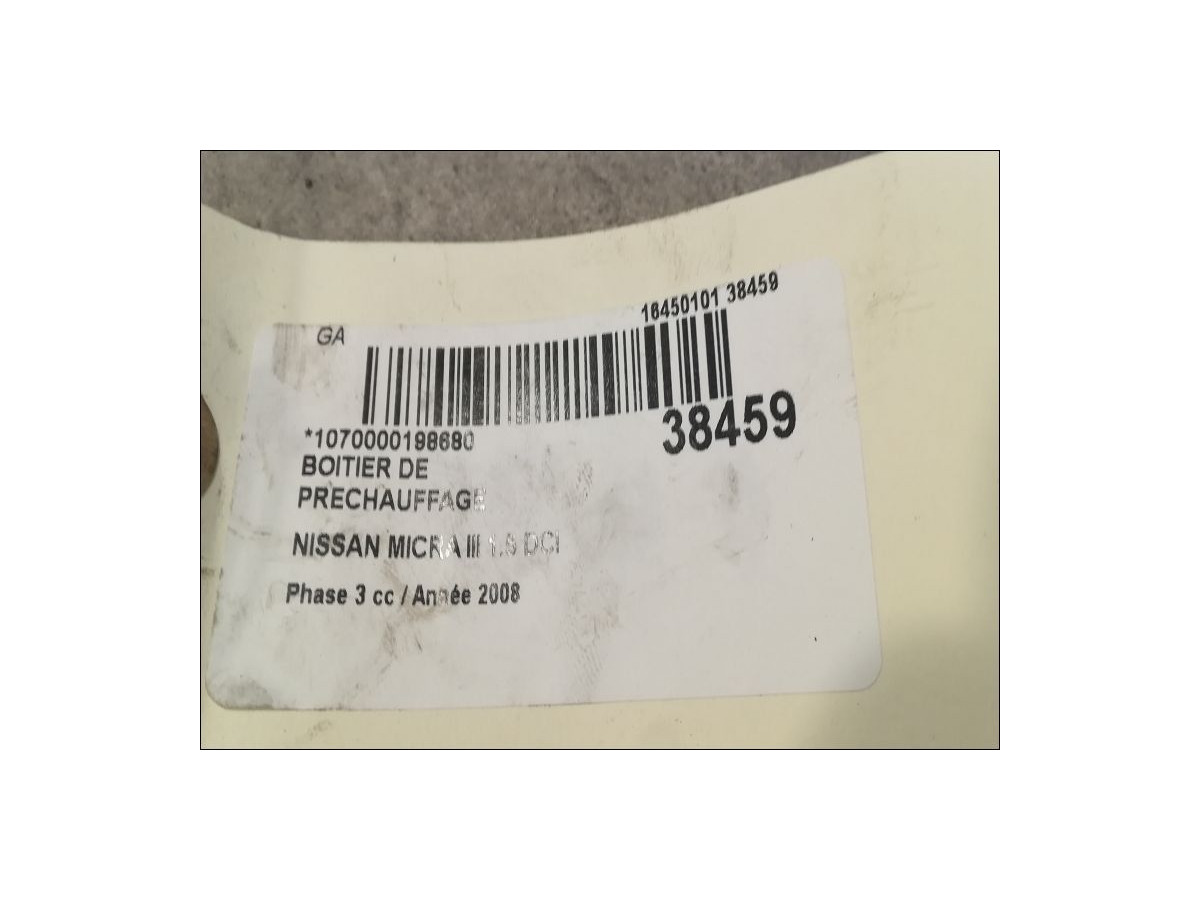 GA
16450101 38459
38459
*1070000198680
BOITIER DE
PRECHAUFFAGE
NISSAN MICRA III 1.5 DCI
Phase 3 cc / Année 2008